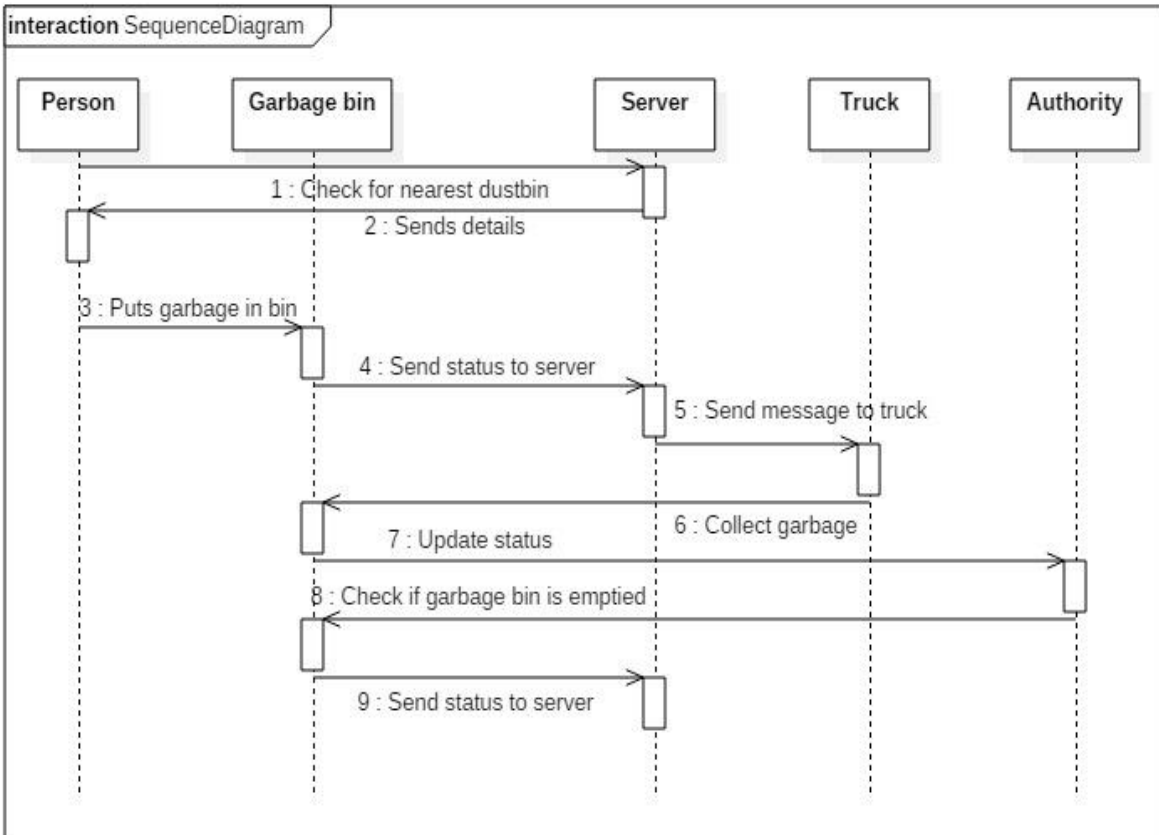 interaction SequenceDiagram
Person
Garbage bin
Server
Truck
Authority
1 : Check for nearest dustbin
2 : Sends details
3 : Puts garbage in bin
4 : Send status to server
5 : Send message to truck
6 : Collect garbage
7 : Update status
8 : Check if garbage bin is emptied
9 : Send status to server